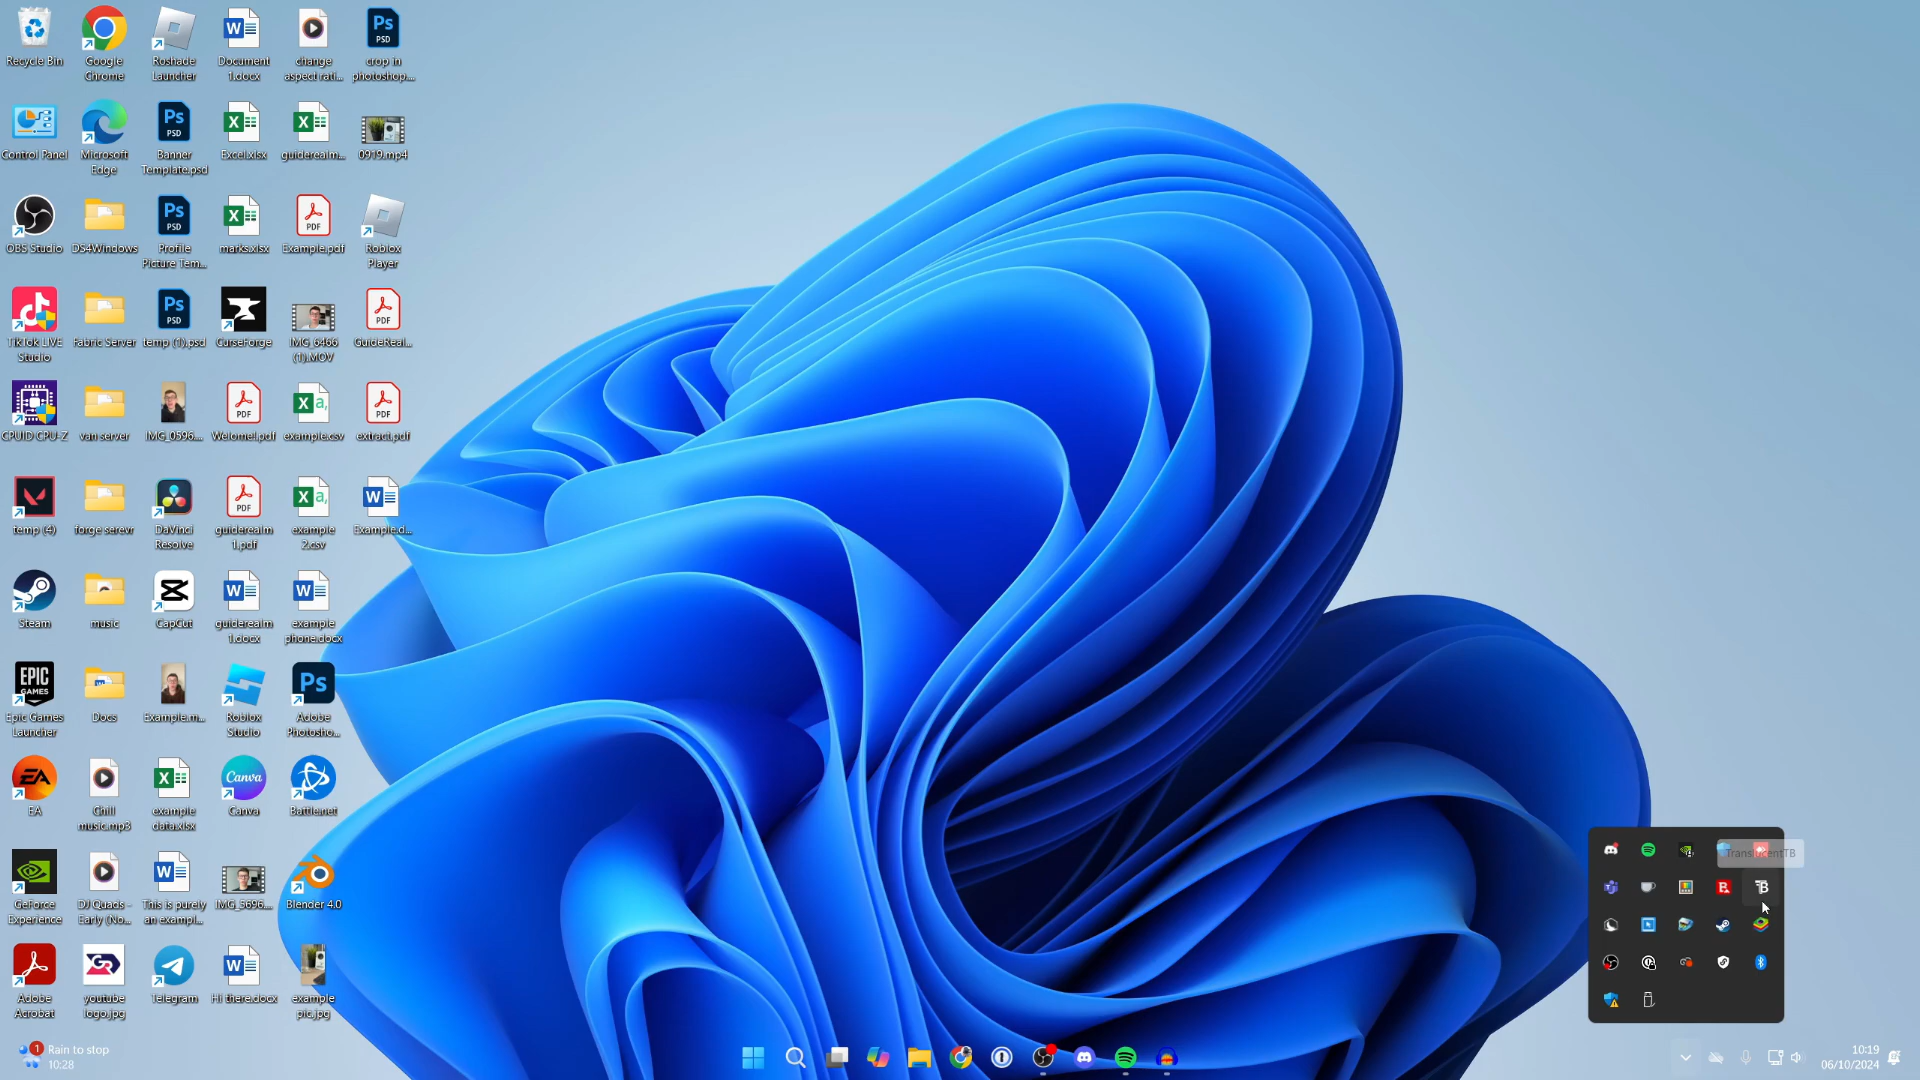 Recycle Bin
Google
Chrome
Roshade
Launcher
Document
1.docx
change
aspect rati...
crop in
photoshop....
Control Panel
Microsoft
Edge
Banner
Template.psd
Excel.xlsx
guiderealm...
0919.mp4
OBS Studio
DS4Windows
Profile
Picture Tem...
marks.xlsx
Example.pdf
Roblox
Player
TikTok LIVE
Studio
Fabric Server
temp (1).psd
CurseForge
IMG_6466
(1).MOV
GuideReal...
CPUID CPU-Z
van server
IMG_0596....
Welome!.pdf
example.csv
extract.pdf
temp (4)
forge serevr
DaVinci
Resolve
guiderealm
1.pdf
example
2.csv
Example.d...
Steam
music
CapCut
guiderealm
1.docx
example
phone.docx
Epic Games
Launcher
Docs
Example.m...
Roblox
Studio
Adobe
Photosho...
EA
Chill
music.mp3
example
data.xlsx
Canva
Battle.net
GeForce
Experience
DJ Quads -
Early (No...
This is purely
an exampl...
IMG_5696....
Blender 4.0
Adobe
Acrobat
youtube
logo.jpg
Telegram
Hi there.docx
example
pic.jpg
TranslucentTB
1
Rain to stop
10:28
10:19
06/10/2024